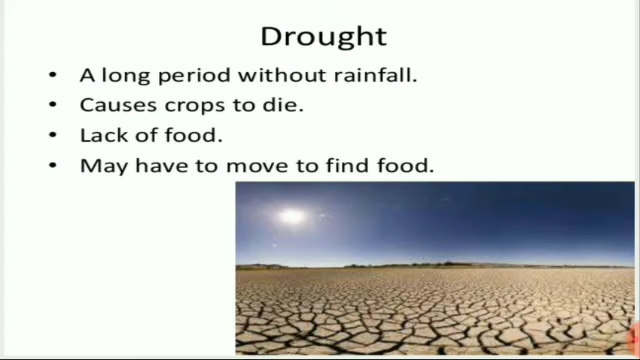 Drought
• A long period without rainfall.
• Causes crops to die.
• Lack of food.
• May have to move to find food.